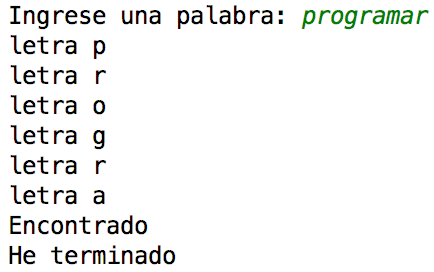 Ingrese una palabra: programar
letra p
letra r
letra o
letra g
letra r
letra a
Encontrado
He terminado